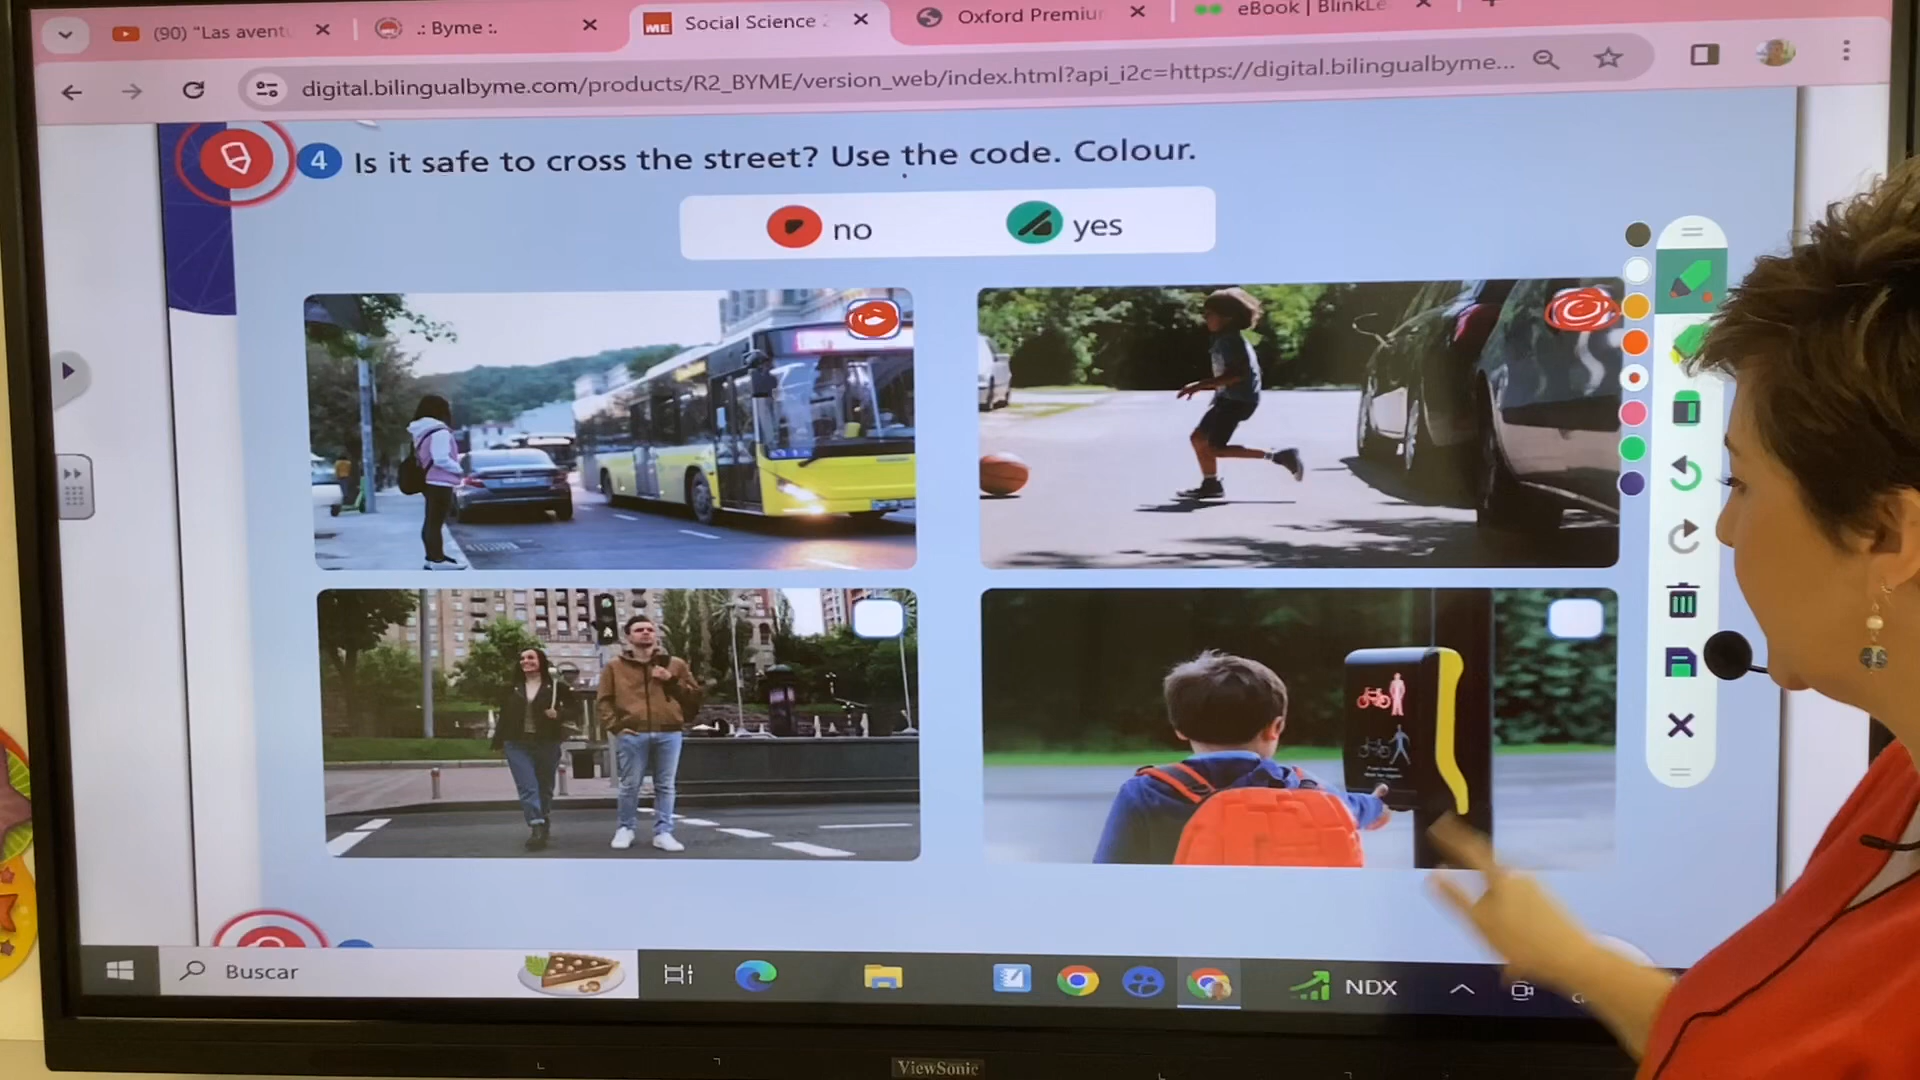 (90) "Las avent
.: Byme :.
ME
Social Science 2
Oxford Premiur
eBook | BlinkLe
digital.bilingualbyme.com/products/R2_BYME/version_web/index.html?api_i2c=https://digital.bilingualbyme...
4 Is it safe to cross the street? Use the code. Colour.
no
yes
Buscar
NDX
ViewSonic